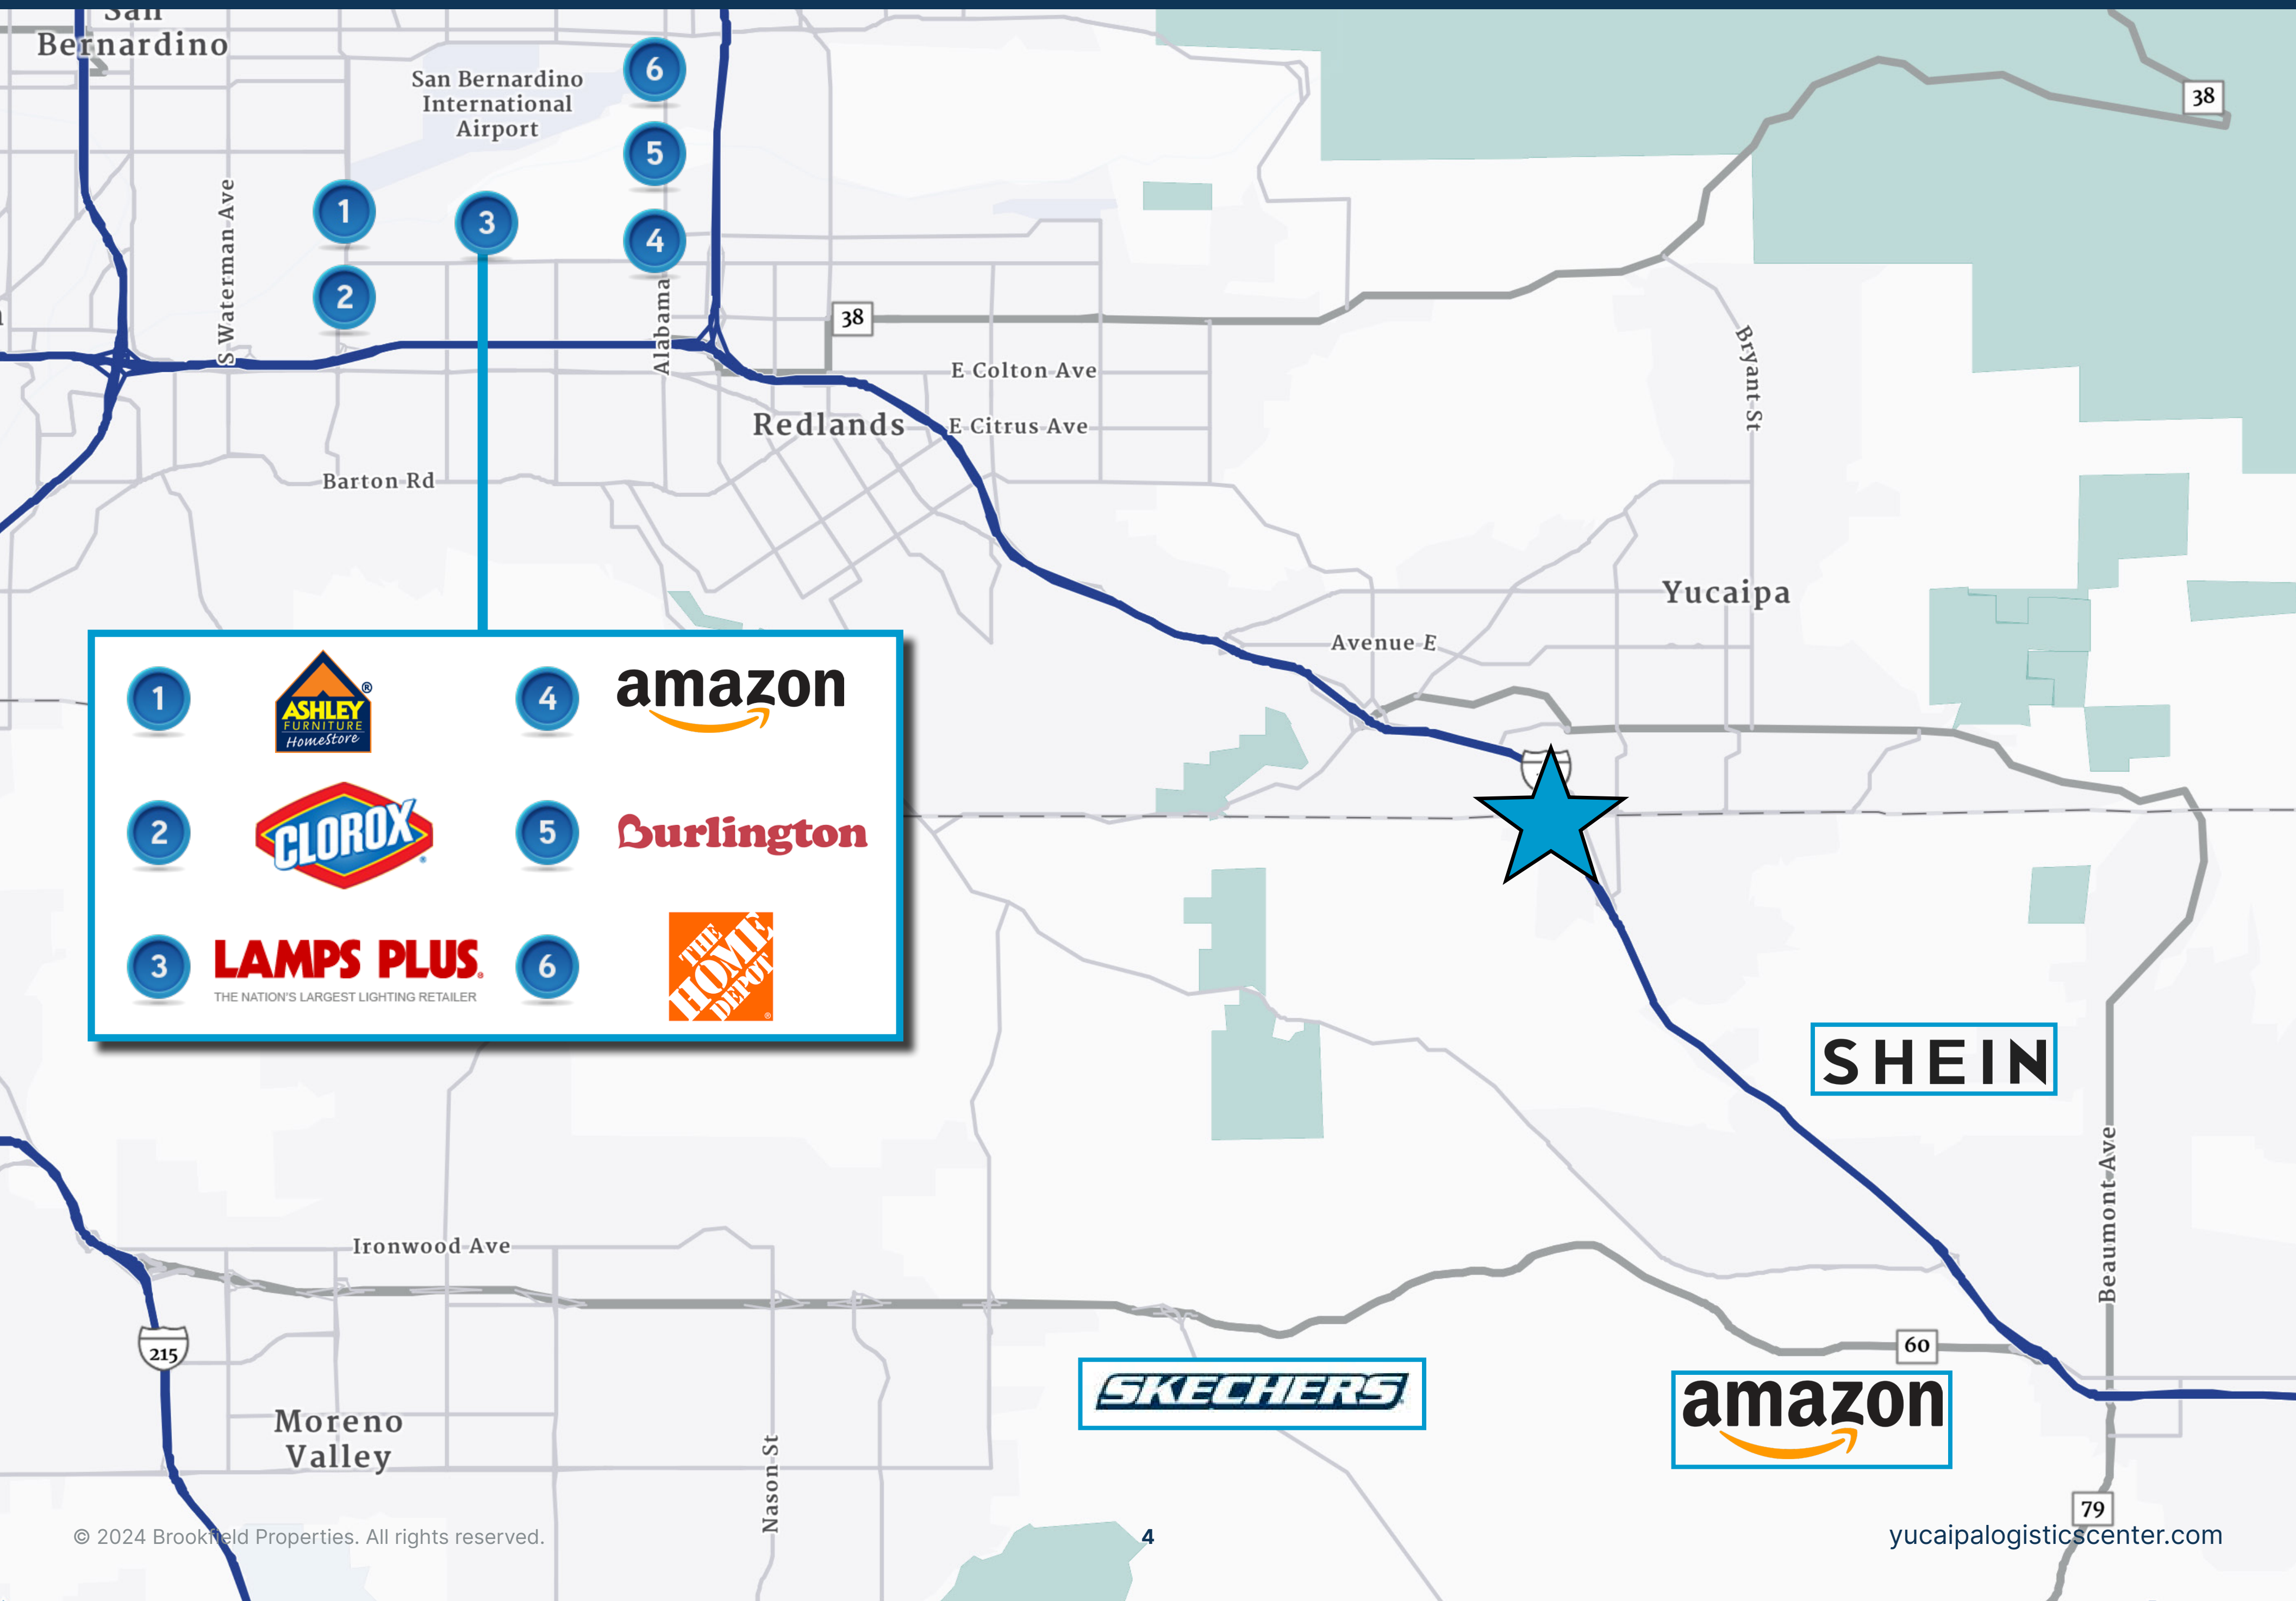 San
Bernardino
San Bernardino
International
Airport
6
5
4
1
2
3
S Waterman Ave
Alabama
38
38
E Colton Ave
E Citrus Ave
Redlands
Barton Rd
Bryant St
Yucaipa
Avenue E
1
ASHLEY
FURNITURE
HomeStore
®
4
amazon
2
CLOROX
®
5
Burlington
3
LAMPS PLUS®
THE NATION'S LARGEST LIGHTING RETAILER
6
THE
HOME
DEPOT
®
SHEIN
Beaumont Ave
Ironwood Ave
215
Moreno
Valley
Nason St
SKECHERS
60
amazon
79
© 2024 Brookfield Properties. All rights reserved.
4
yucaipalogisticscenter.com